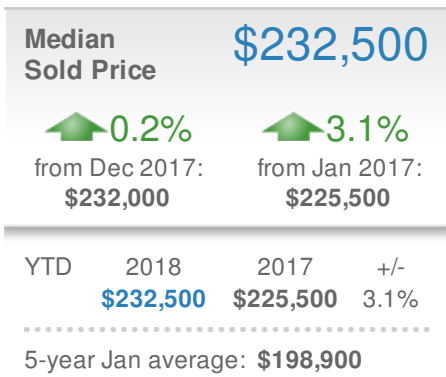 Median $232,500
Sold Price
0.2% 3.1%
from Dec 2017: from Jan 2017:
$232,000 $225,500
YTD 2018 2017 +/-
$232,500 $225,500 3.1%
5-year Jan average: $198,900